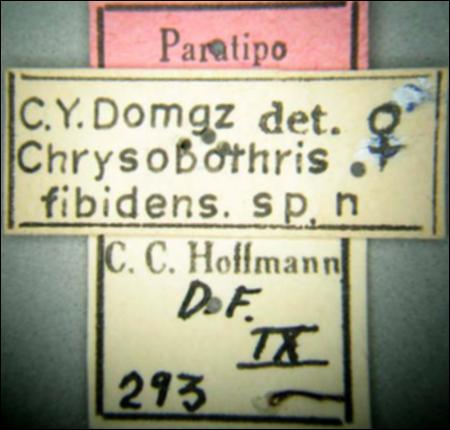 Paratipo
C.Y. Domgz det. ♀
Chrysobothris
fibidens. sp, n
C. C. Hoffmann
D.F.
IX
293